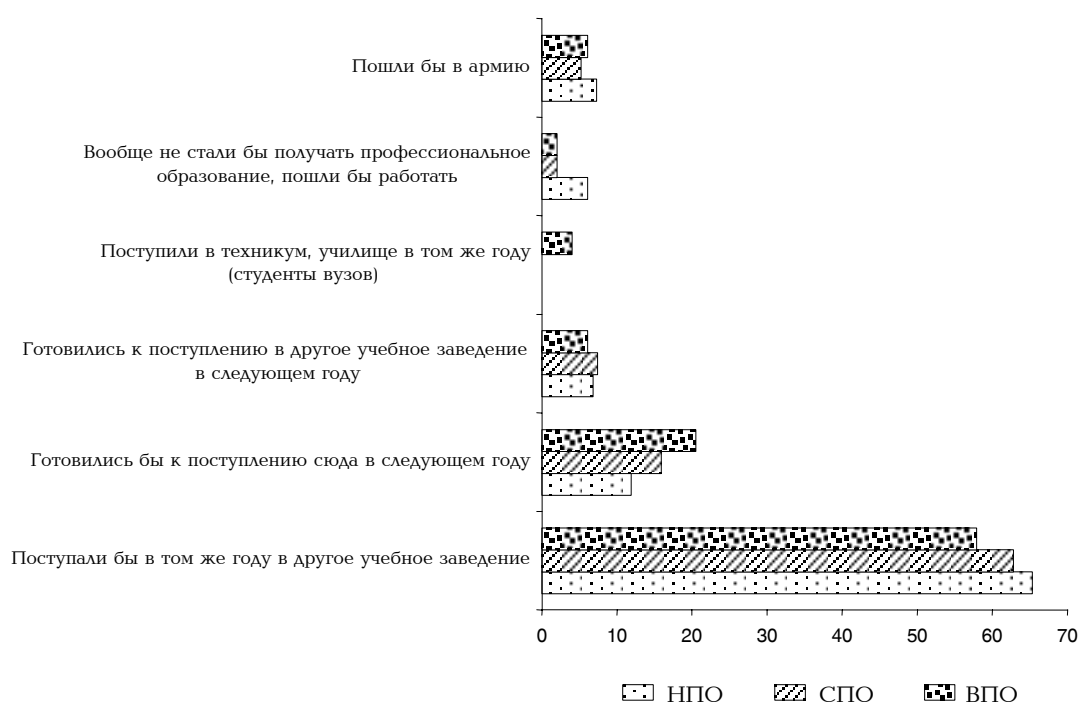 Пошли бы в армию
Вообще не стали бы получать профессиональное
образование, пошли бы работать
Поступили в техникум, училище в том же году
(студенты вузов)
Готовились к поступлению в другое учебное заведение
в следующем году
Готовились бы к поступлению сюда в следующем году
Поступали бы в том же году в другое учебное заведение
0 10 20 30 40 50 60 70
НПО СПО ВПО